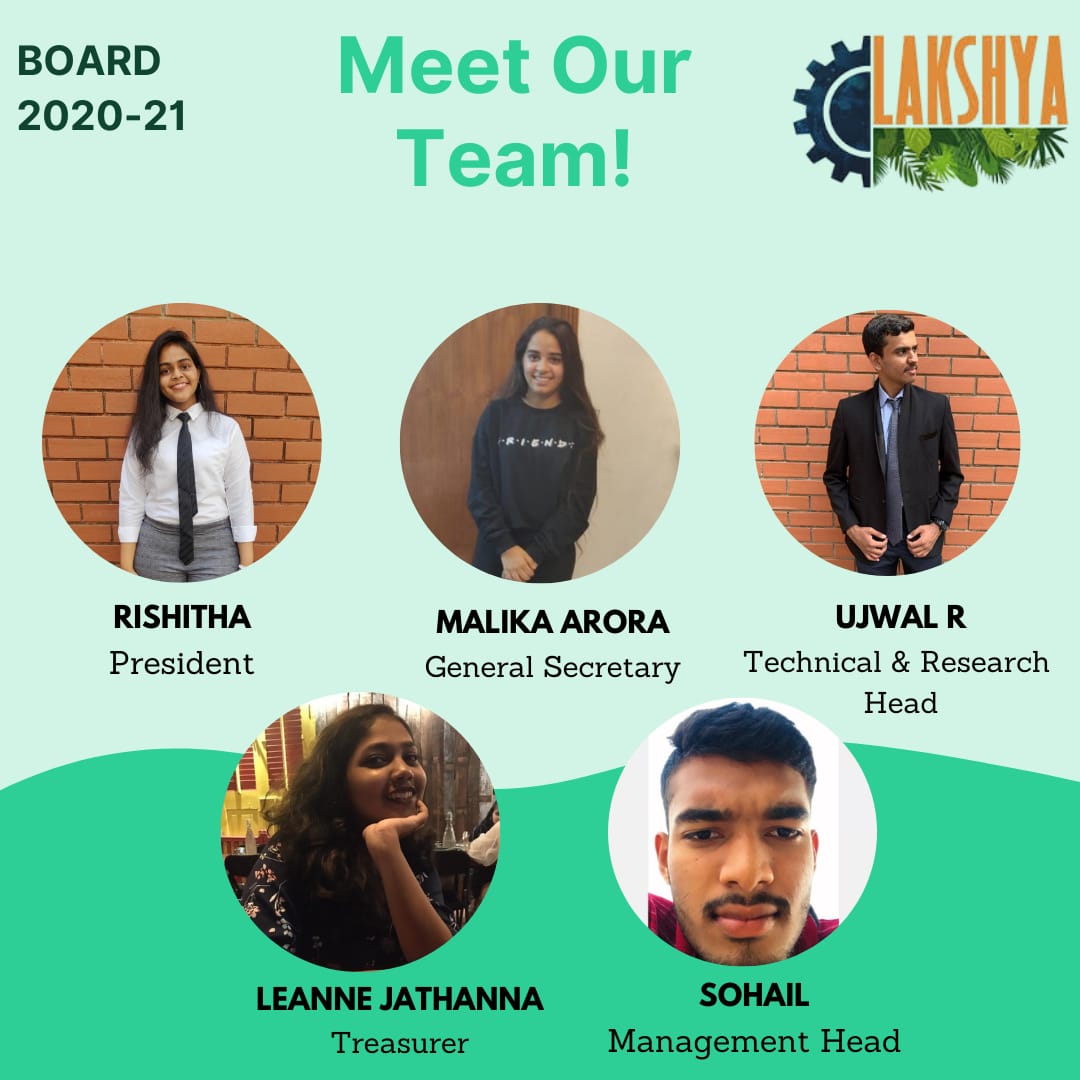 BOARD
2020-21
Meet Our
Team!
LAKSHYA
R·I·E·N·D
RISHITHA
President
MALIKA ARORA
General Secretary
UJWAL R
Technical & Research
Head
LEANNE JATHANNA
Treasurer
SOHAIL
Management Head